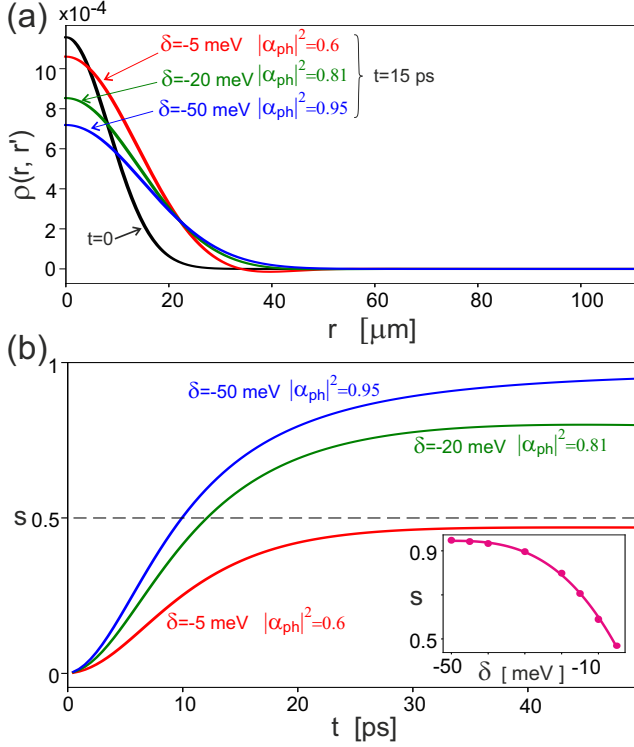 (a)
×10⁻⁴
δ=-5 meV |αph|²=0.6
δ=-20 meV |αph|²=0.81
δ=-50 meV |αph|²=0.95
t=15 ps
10
8
6
4
2
0
ρ(r, r')
t=0
0 20 40 60 80 100
r [μm]
(b)
1
0.5
0
s
δ=-50 meV |αph|²=0.95
δ=-20 meV |αph|²=0.81
δ=-5 meV |αph|²=0.6
0.9
0.5
s
-50 -10
δ [meV]
0 10 20 30 40
t [ps]